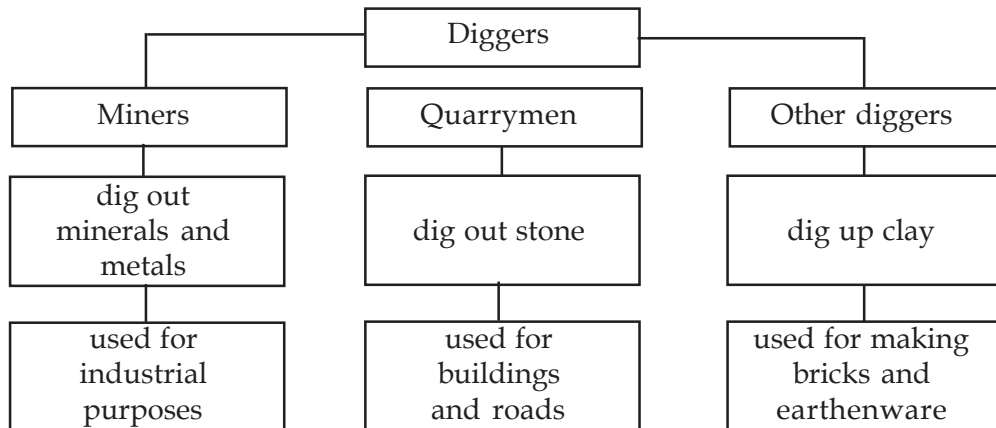 Diggers
Miners
Quarrymen
Other diggers
dig out
minerals and
metals
dig out stone
dig up clay
used for
industrial
purposes
used for
buildings
and roads
used for making
bricks and
earthenware